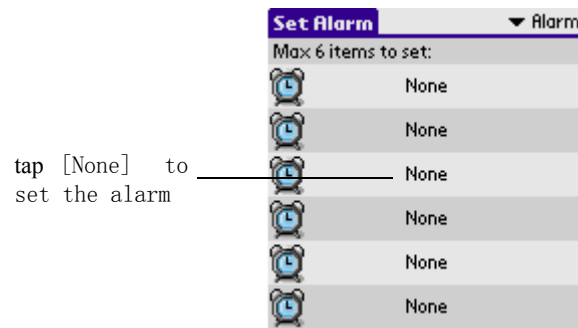 Set Alarm
Alarm
Max 6 items to set:
None
None
tap [None] to
set the alarm
None
None
None
None